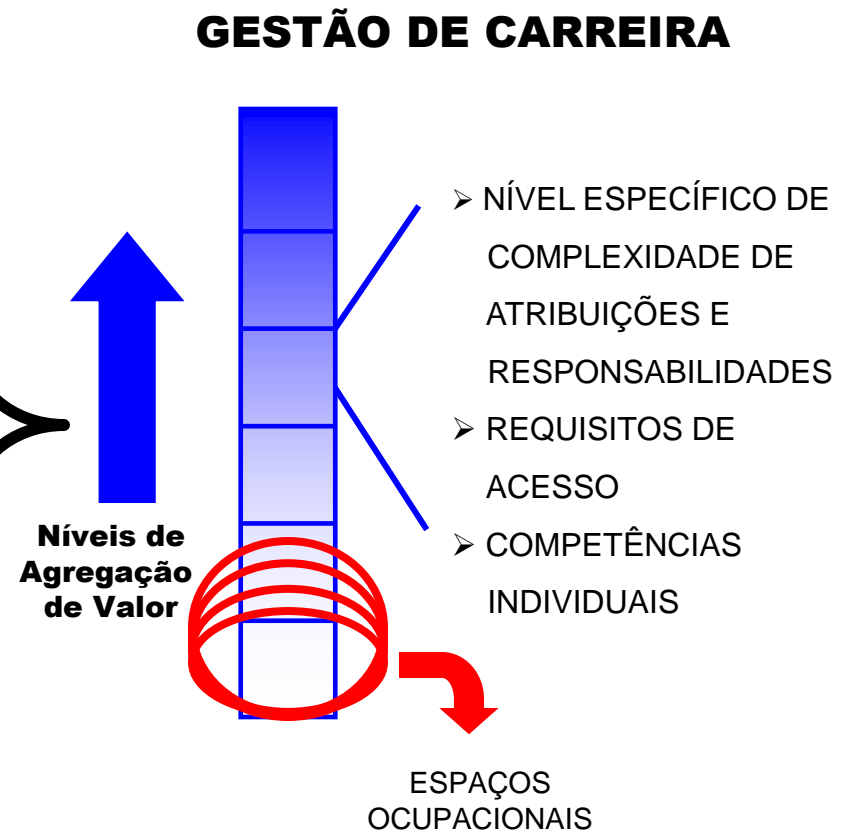 GESTÃO DE CARREIRA
➢ NÍVEL ESPECÍFICO DE
COMPLEXIDADE DE
ATRIBUIÇÕES E
RESPONSABILIDADES
➢ REQUISITOS DE
ACESSO
➢ COMPETÊNCIAS
INDIVIDUAIS
Níveis de
Agregação
de Valor
ESPAÇOS
OCUPACIONAIS